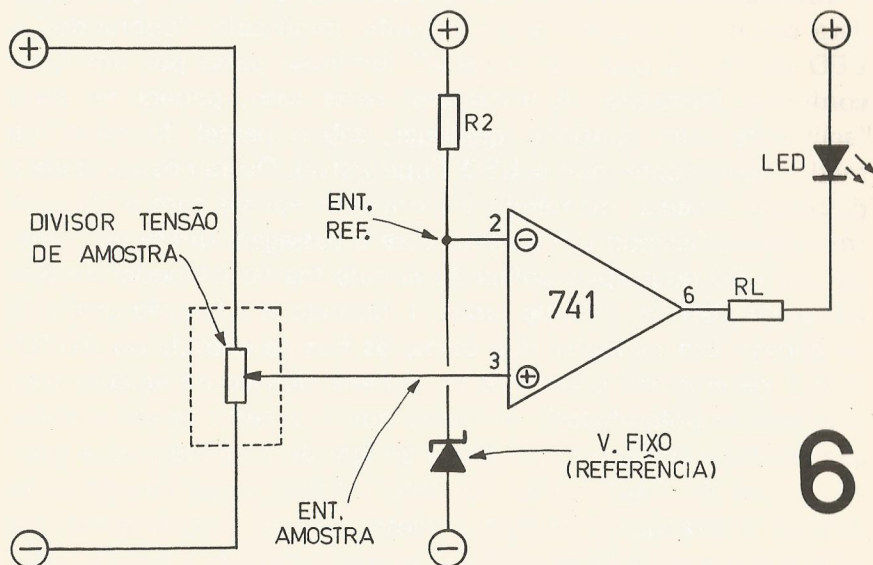 +
+
+
R2
LED
DIVISOR TENSÃO
DE AMOSTRA
ENT.
REF.
2
−
741
6
RL
3
+
V. FIXO
(REFERÊNCIA)
ENT.
AMOSTRA
−
−
6